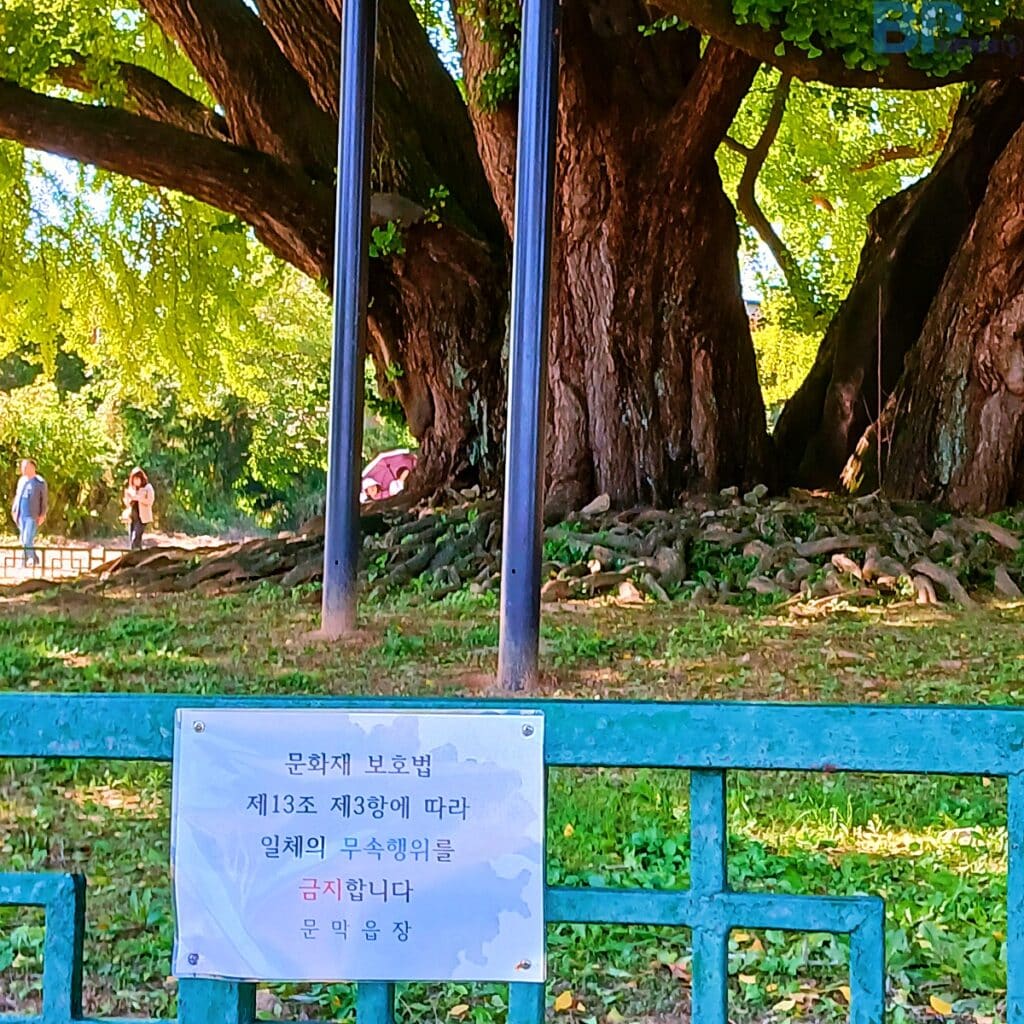 문화재 보호법
제13조 제3항에 따라
일체의 무속행위를
금지합니다
문 막 읍 장